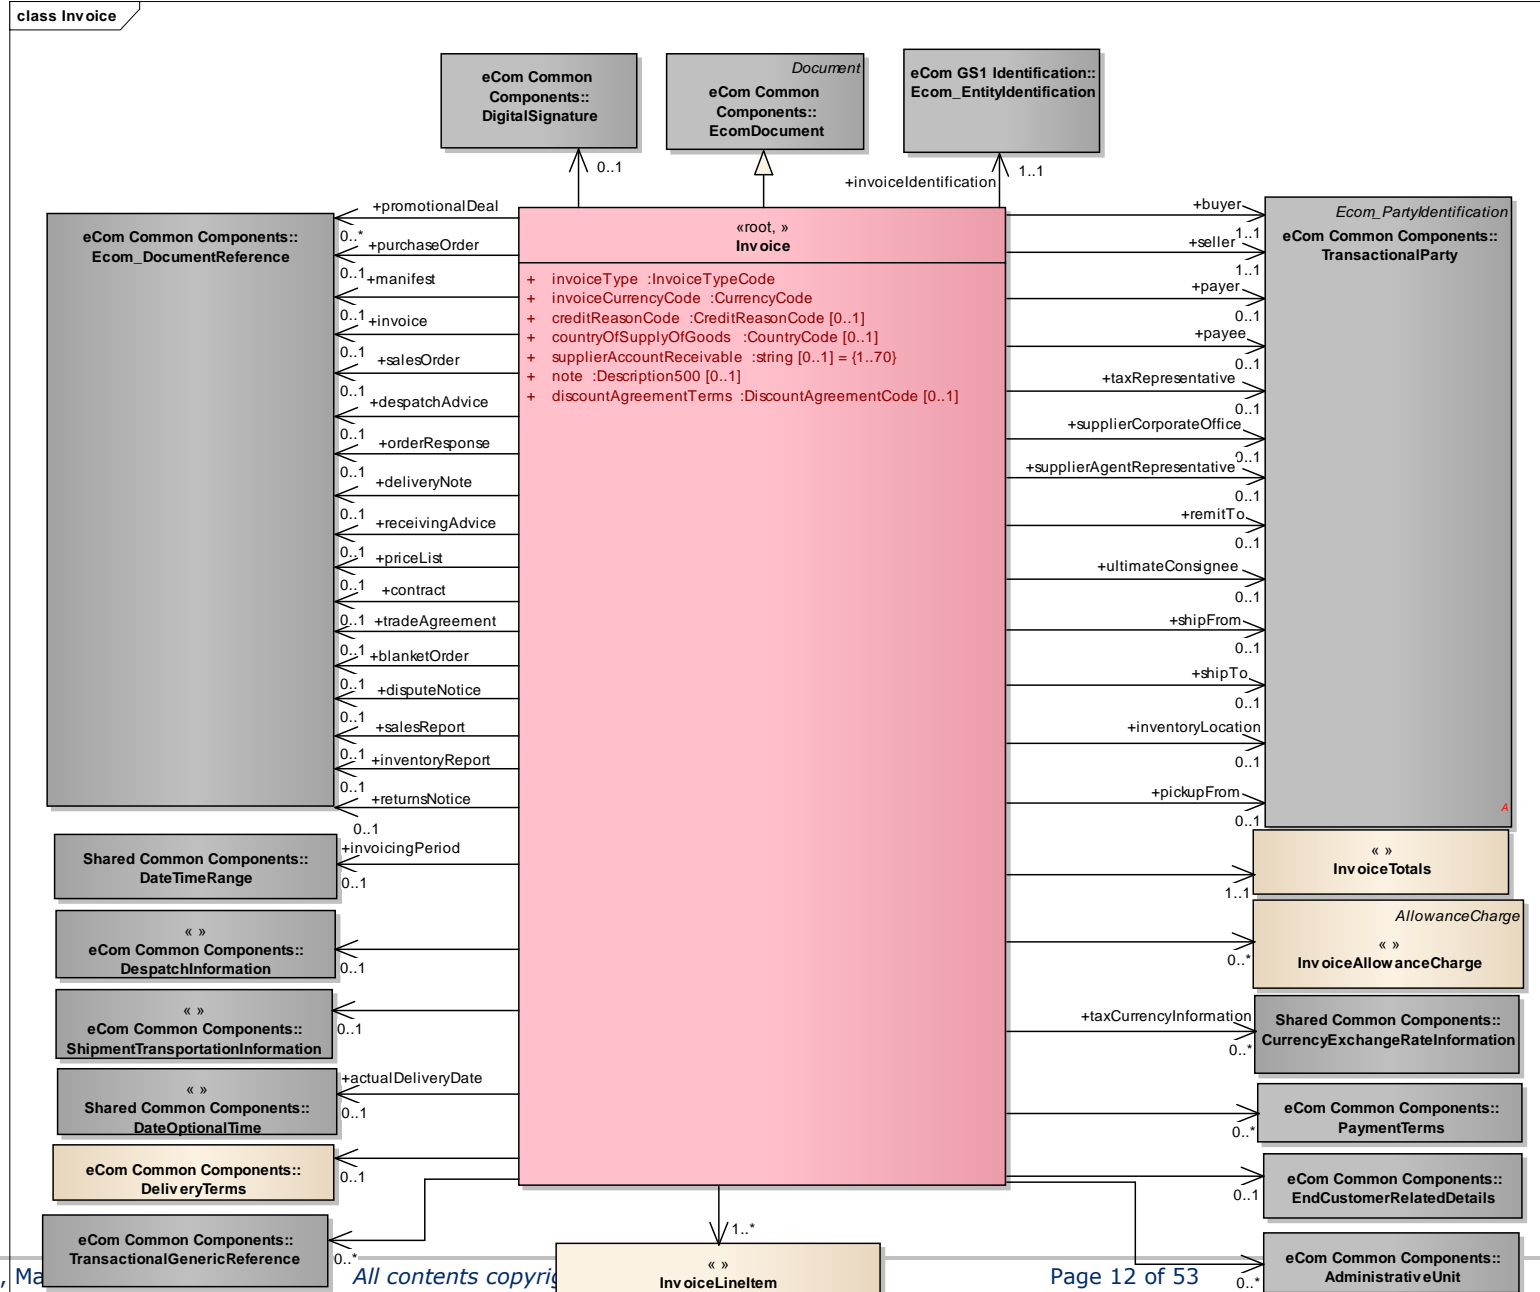 class Invoice
eCom Common
Components::
DigitalSignature
Document
eCom Common
Components::
EcomDocument
eCom GS1 Identification::
Ecom_EntityIdentification
0..1
+invoiceIdentification
1..1
eCom Common Components::
Ecom_DocumentReference
+promotionalDeal
0..*
+purchaseOrder
0..1
+manifest
0..1
+invoice
0..1
+salesOrder
0..1
+despatchAdvice
0..1
+orderResponse
0..1
+deliveryNote
0..1
+receivingAdvice
0..1
+priceList
0..1
+contract
0..1
+tradeAgreement
0..1
+blanketOrder
0..1
+disputeNotice
0..1
+salesReport
0..1
+inventoryReport
0..1
+returnsNotice
0..1
«root, »
Invoice
+ invoiceType :InvoiceTypeCode
+ invoiceCurrencyCode :CurrencyCode
+ creditReasonCode :CreditReasonCode [0..1]
+ countryOfSupplyOfGoods :CountryCode [0..1]
+ supplierAccountReceivable :string [0..1] = {1..70}
+ note :Description500 [0..1]
+ discountAgreementTerms :DiscountAgreementCode [0..1]
+buyer
1..1
+seller
1..1
+payer
0..1
+payee
0..1
+taxRepresentative
0..1
+supplierCorporateOffice
0..1
+supplierAgentRepresentative
0..1
+remitTo
0..1
+ultimateConsignee
0..1
+shipFrom
0..1
+shipTo
0..1
+inventoryLocation
0..1
+pickupFrom
0..1
Ecom_PartyIdentification
eCom Common Components::
TransactionalParty
A
Shared Common Components::
DateTimeRange
+invoicingPeriod
0..1
« »
eCom Common Components::
DespatchInformation
0..1
« »
eCom Common Components::
ShipmentTransportationInformation
0..1
« »
Shared Common Components::
DateOptionalTime
+actualDeliveryDate
0..1
eCom Common Components::
DeliveryTerms
0..1
eCom Common Components::
TransactionalGenericReference
0..*
« »
InvoiceTotals
1..1
AllowanceCharge
« »
InvoiceAllowanceCharge
0..*
+taxCurrencyInformation
0..*
Shared Common Components::
CurrencyExchangeRateInformation
eCom Common Components::
PaymentTerms
0..*
eCom Common Components::
EndCustomerRelatedDetails
0..1
eCom Common Components::
AdministrativeUnit
0..*
1..*
« »
InvoiceLineItem
, Ma
All contents copyrig
Page 12 of 53